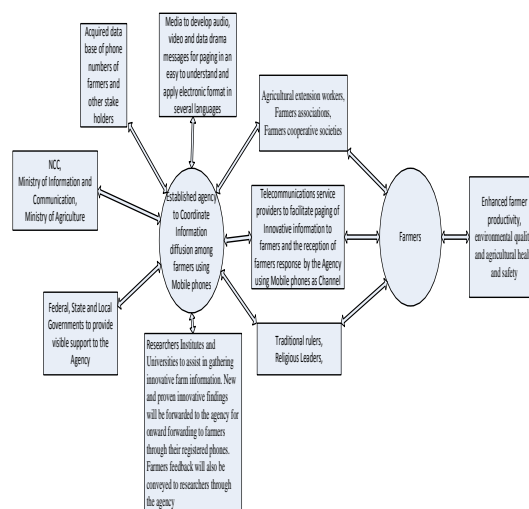 Acquired data
base of phone
numbers of
farmers and
other stake
holders
Media to develop audio,
video and data drama
messages for paging in an
easy to understand and
apply electronic format in
several languages
Agricultural extension workers,
Farmers associations,
Farmers cooperative societies
NCC,
Ministry of Information and
Communication,
Ministry of Agriculture
Established agency
to Coordinate
Information
diffusion among
farmers using
Mobile phones
Telecommunications service
providers to facilitate paging of
Innovative information to
farmers and the reception of
farmers response by the Agency
using Mobile phones as Channel
Farmers
Enhanced farmer
productivity,
environmental qualit
and agricultural heal
and safety
Federal, State and Local
Governments to provide
visible support to the
Agency
Traditional rulers,
Religious Leaders,
Researchers Institutes and
Universities to assist in gathering
innovative farm information. New
and proven innovative findings
will be forwarded to the agency for
onward forwarding to farmers
through their registered phones.
Farmers feedback will also be
conveyed to researchers through
the agency